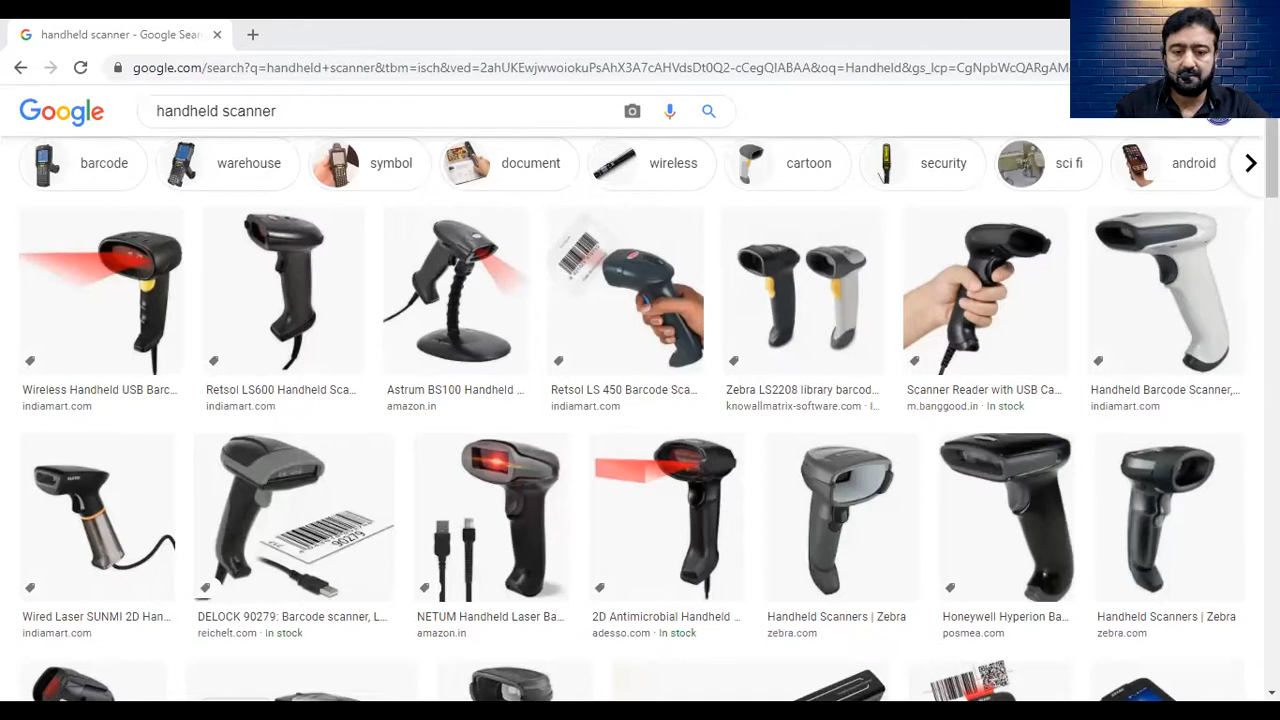 handheld scanner - Google Sear
google.com/search?q=handheld+scanner
PsAhX3A7cAHVdsDt0Q2-cCegQIABAA&oq=Handheld&gs_lcp=CgNpbWcQARgAM
Google
handheld scanner
barcode
warehouse
symbol
document
wireless
cartoon
security
sci fi
android
Wireless Handheld USB Barc...
Retsol LS600 Handheld Sca...
Astrum BS100 Handheld ...
Retsol LS 450 Barcode Sca...
Zebra LS2208 library barcod...
Scanner Reader with USB Ca...
Handheld Barcode Scanner,...
indiamart.com
indiamart.com
amazon.in
indiamart.com
knowallmatrix-software.com · I...
m.banggood.in · In stock
indiamart.com
90279
Wired Laser SUNMI 2D Han...
DELOCK 90279: Barcode scanner, L...
NETUM Handheld Laser Ba...
2D Antimicrobial Handheld ...
Handheld Scanners | Zebra
Honeywell Hyperion Ba...
Handheld Scanners | Zebra
indiamart.com
reichelt.com · In stock
amazon.in
adesso.com · In stock
zebra.com
posmea.com
zebra.com